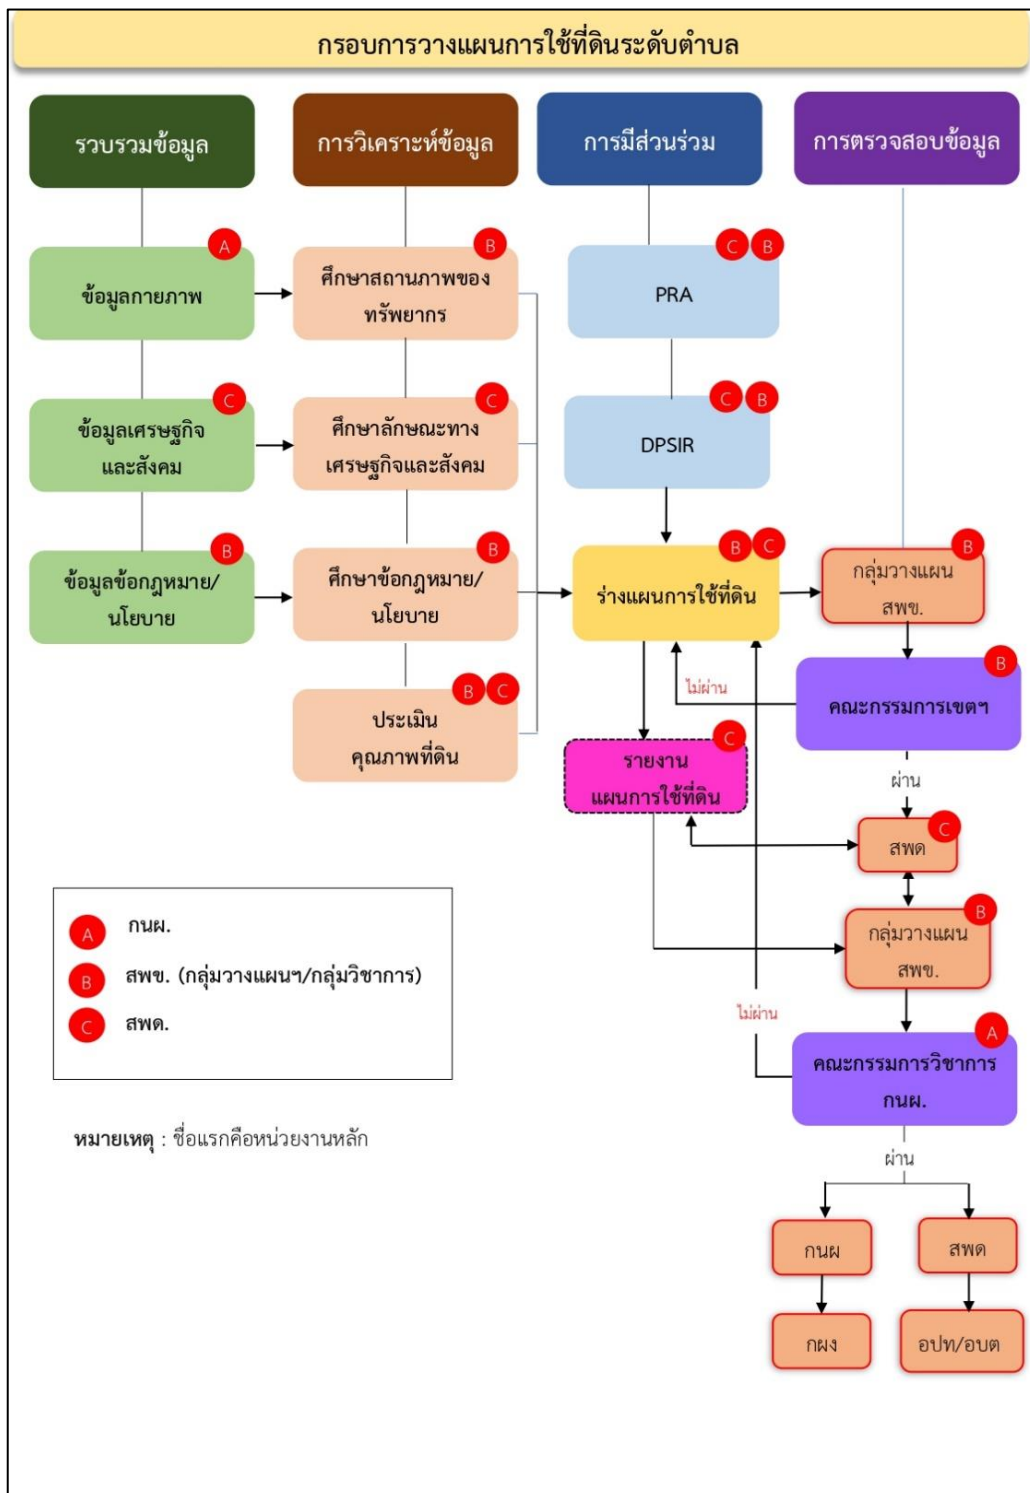 กรอบการวางแผนการใช้ที่ดินระดับตำบล
รวบรวมข้อมูล
การวิเคราะห์ข้อมูล
การมีส่วนร่วม
การตรวจสอบข้อมูล
A
ข้อมูลกายภาพ
B
ศึกษาสถานภาพของ
ทรัพยากร
C B
PRA
C
ข้อมูลเศรษฐกิจ
และสังคม
C
ศึกษาลักษณะทาง
เศรษฐกิจและสังคม
C B
DPSIR
B
ข้อมูลข้อกฎหมาย/
นโยบาย
B
ศึกษาข้อกฎหมาย/
นโยบาย
B C
ร่างแผนการใช้ที่ดิน
B
กลุ่มวางแผน
สพข.
B C
ประเมิน
คุณภาพที่ดิน
ไม่ผ่าน
B
คณะกรรมการเขตฯ
C
รายงาน
แผนการใช้ที่ดิน
ผ่าน
C
สพด
B
กลุ่มวางแผน
สพข.
A กนผ.
B สพข. (กลุ่มวางแผนฯ/กลุ่มวิชาการ)
C สพด.
ไม่ผ่าน
A
คณะกรรมการวิชาการ
กนผ.
หมายเหตุ : ชื่อแรกคือหน่วยงานหลัก
ผ่าน
กนผ
สพด
กผง
อปท/อบต